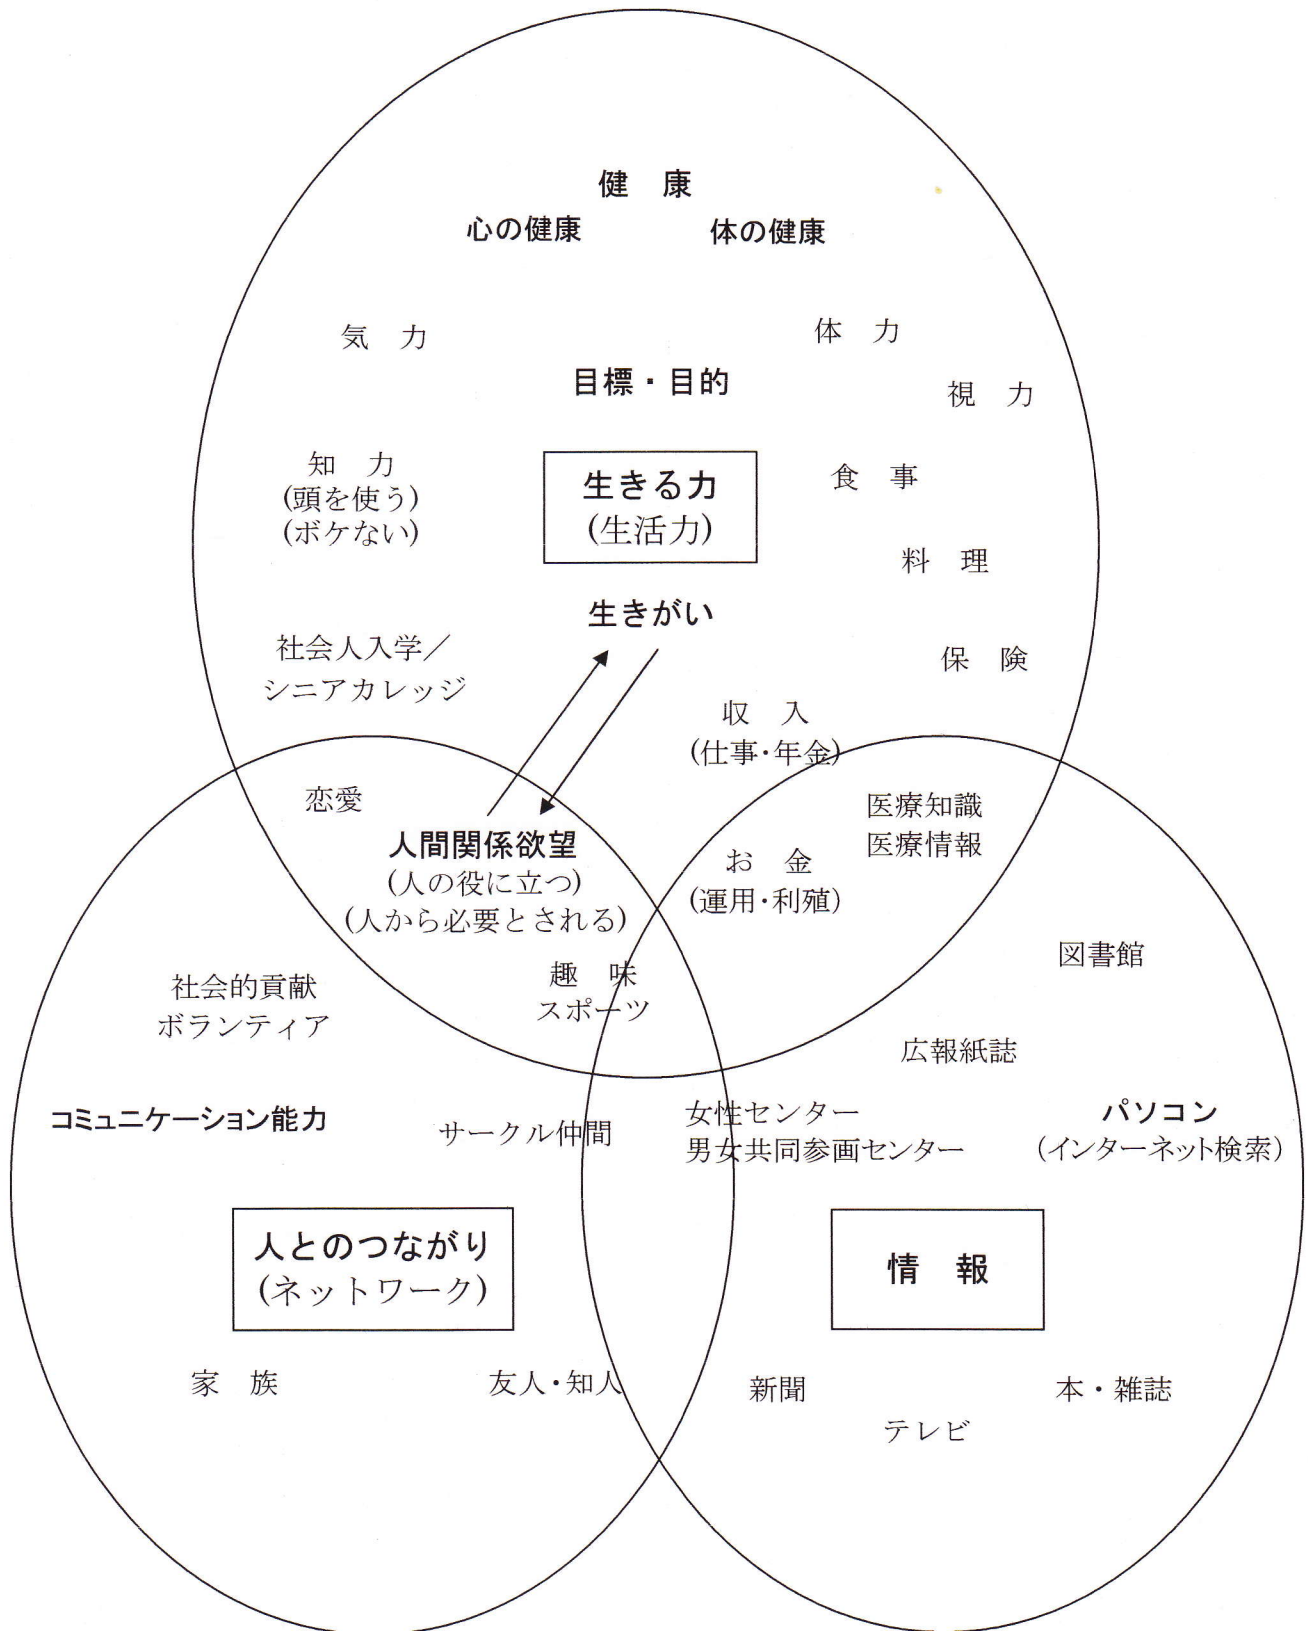 健　康
心の健康　体の健康
気　力
体　力
目標・目的
視　力
知　力
(頭を使う)
(ボケない)
生きる力
(生活力)
食　事
料　理
生きがい
社会人入学／
シニアカレッジ
保　険
収　入
(仕事・年金)
恋愛
人間関係欲望
(人の役に立つ)
(人から必要とされる)
医療知識
医療情報
お　金
(運用・利殖)
趣　味
スポーツ
図書館
社会的貢献
ボランティア
広報紙誌
コミュニケーション能力
サークル仲間
女性センター
男女共同参画センター
パソコン
(インターネット検索)
人とのつながり
(ネットワーク)
情　報
家　族
友人・知人
新聞
テレビ
本・雑誌